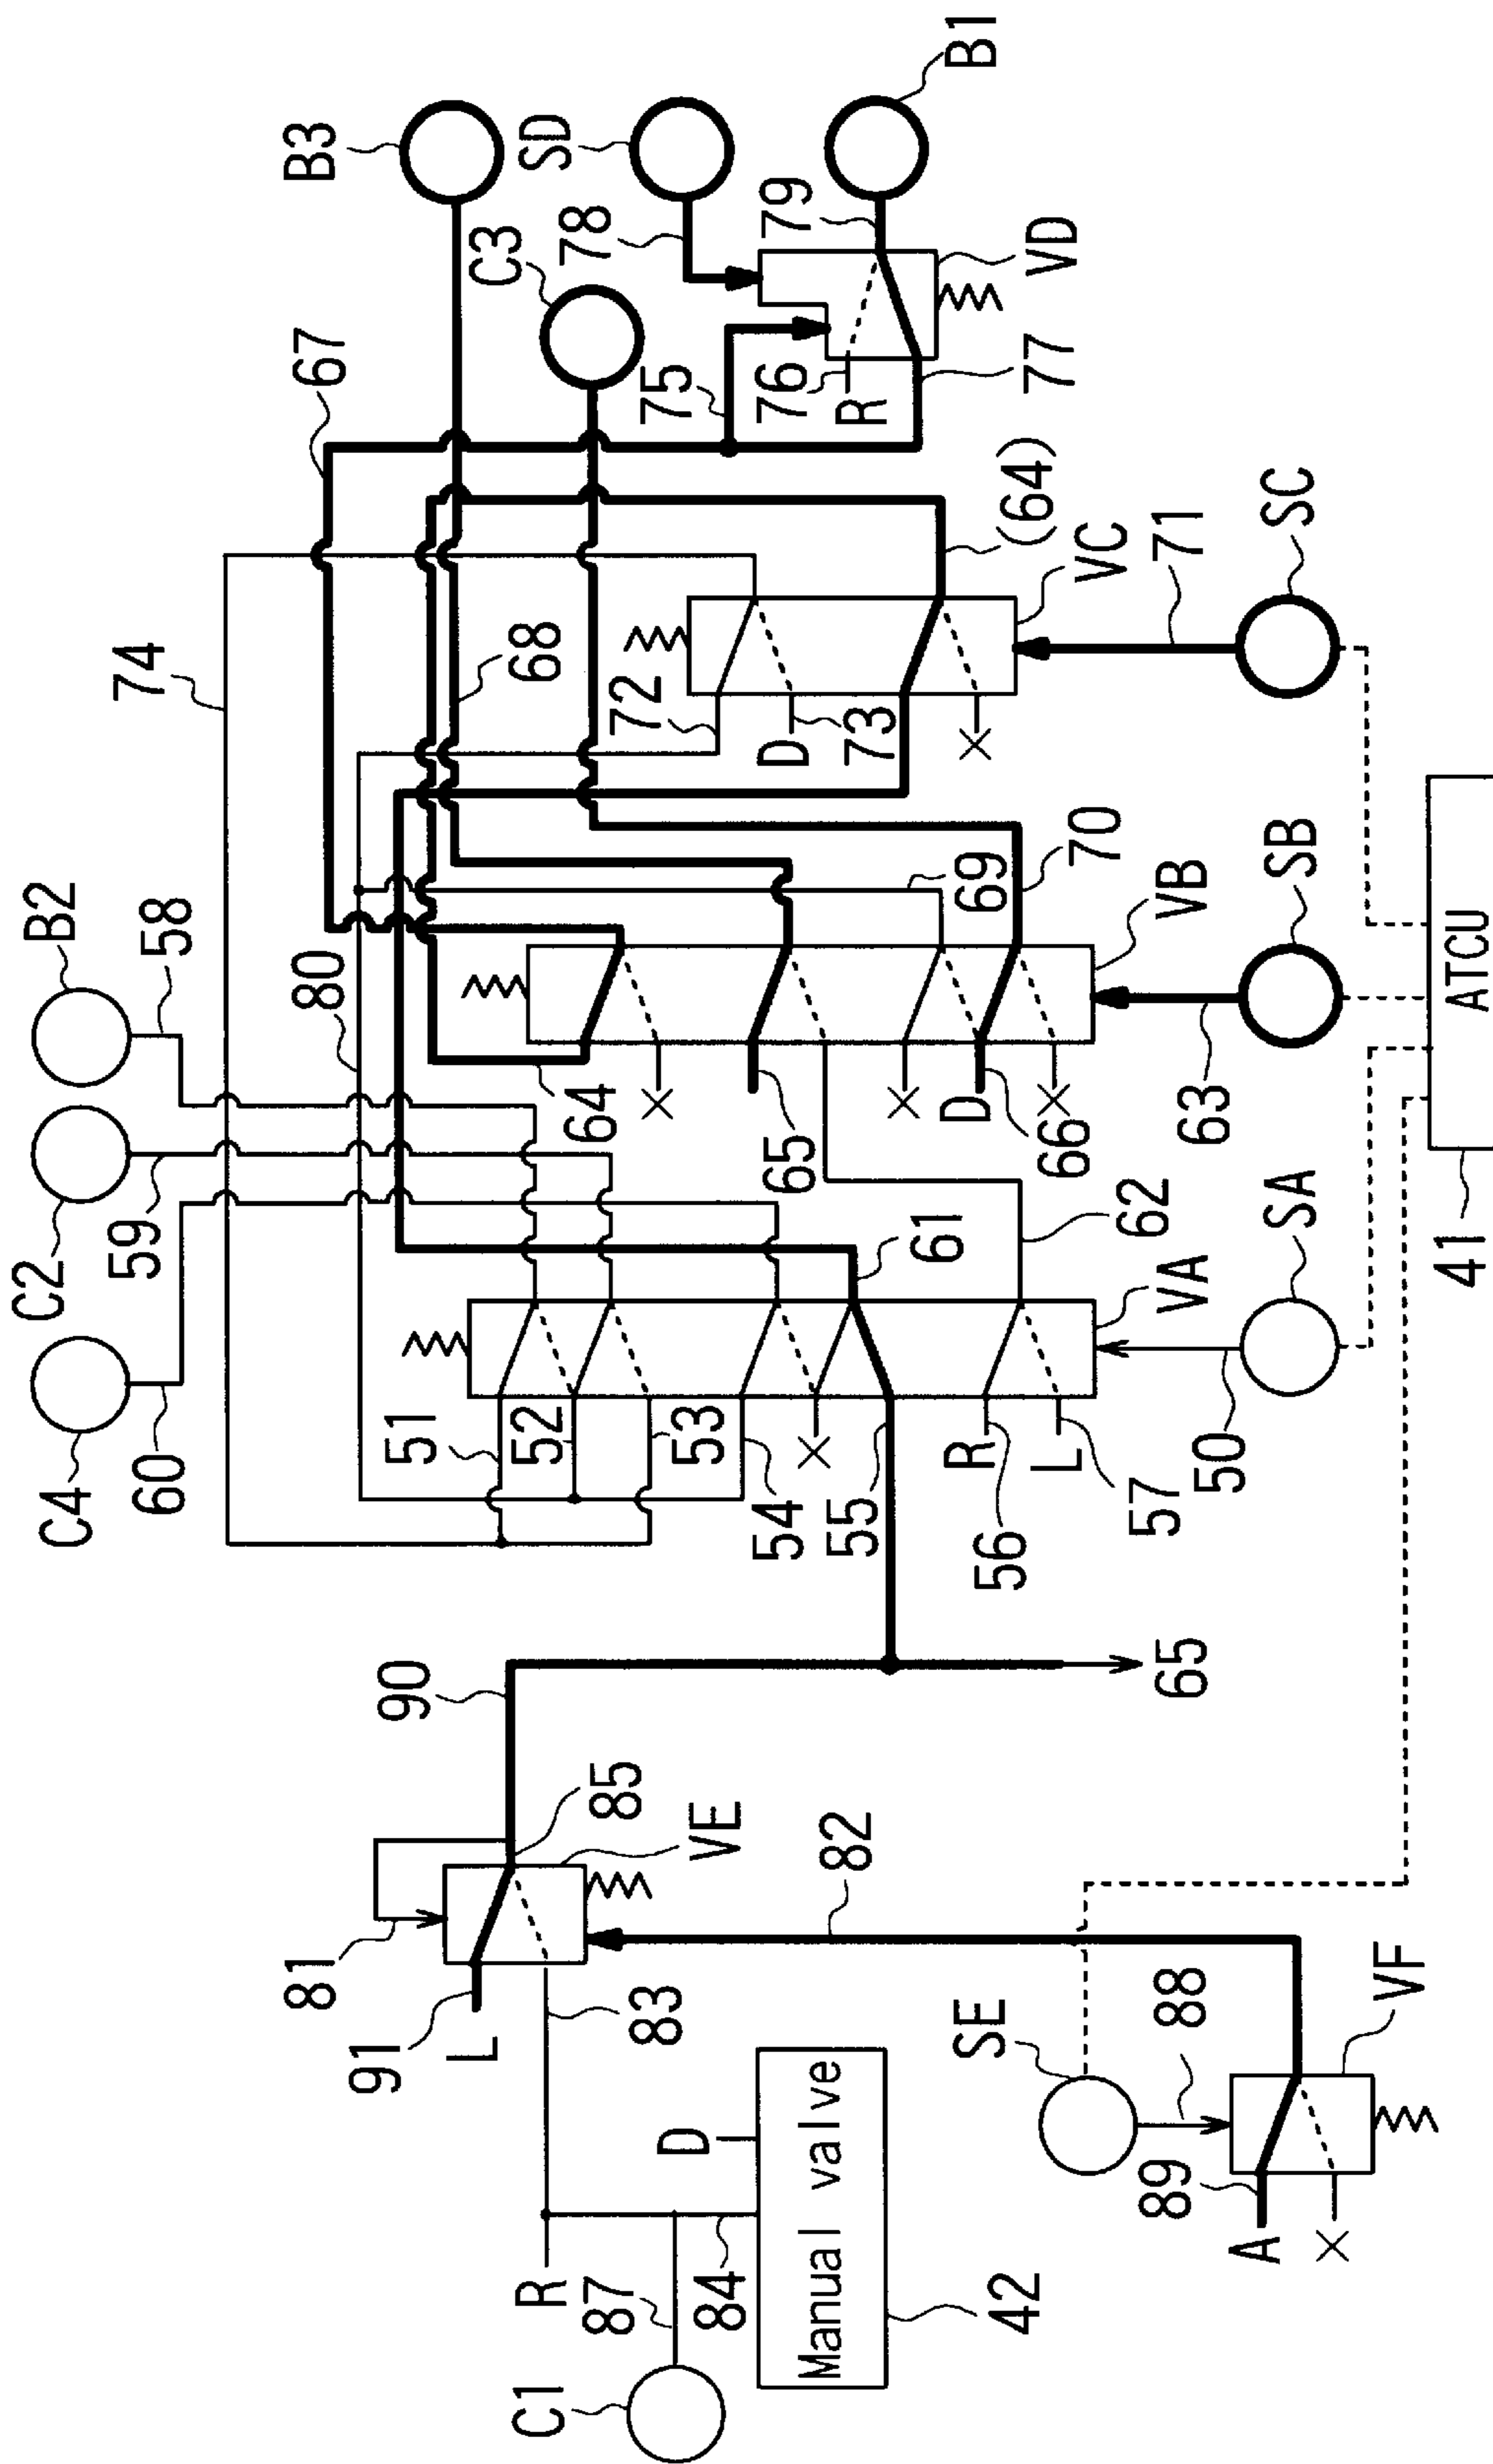 B3
SD
B1
67
C3
78
79
75
76
R
VD
77
74
68
72
D
73
(64)
VC
71
SC
B2
58
80
69
70
VB
SB
C2
59
64
×
65
×
D
66
×
63
×
C4
60
51
52
53
54
×
55
61
62
R
56
L
57
VA
50
SA
ATCU
41
90
65
81
85
VE
91
L
83
82
SE
88
VF
89
A
×
D
R
87
84
C1
Manual valve
42